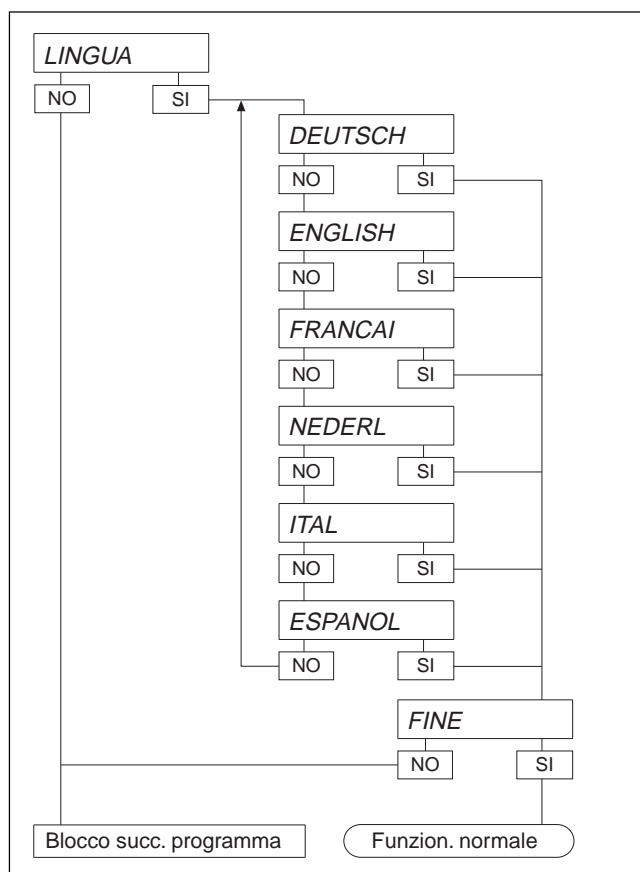 LINGUA
NO SI
DEUTSCH
NO SI
ENGLISH
NO SI
FRANCAI
NO SI
NEDERL
NO SI
ITAL
NO SI
ESPANOL
NO SI
FINE
NO SI
Blocco succ. programma Funzion. normale